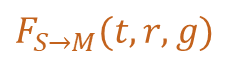 F_{S→M}(t, r, g)